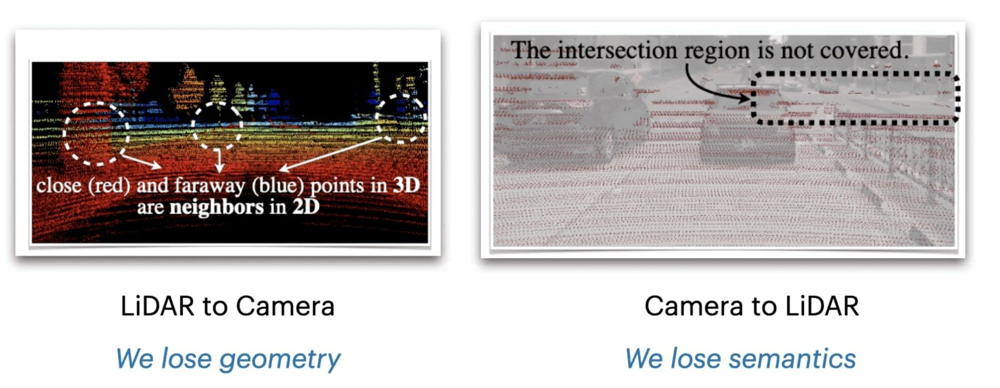 close (red) and faraway (blue) points in 3D
are neighbors in 2D
LiDAR to Camera
We lose geometry
The intersection region is not covered.
Camera to LiDAR
We lose semantics